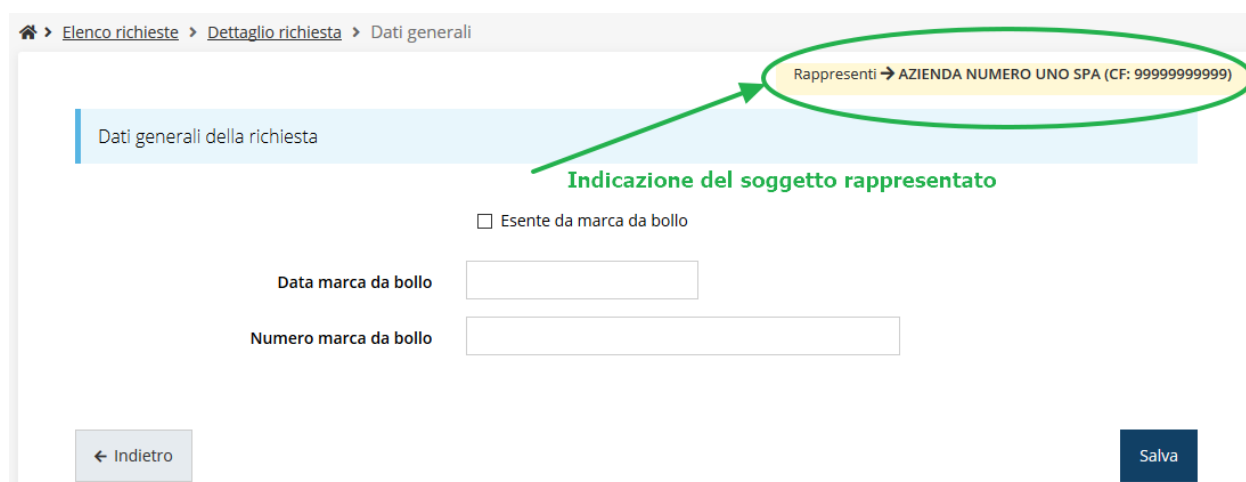 Elenco richieste > Dettaglio richiesta > Dati generali
Rappresenti → AZIENDA NUMERO UNO SPA (CF: 99999999999)
Dati generali della richiesta
Indicazione del soggetto rappresentato
Esente da marca da bollo
Data marca da bollo
Numero marca da bollo
← Indietro
Salva